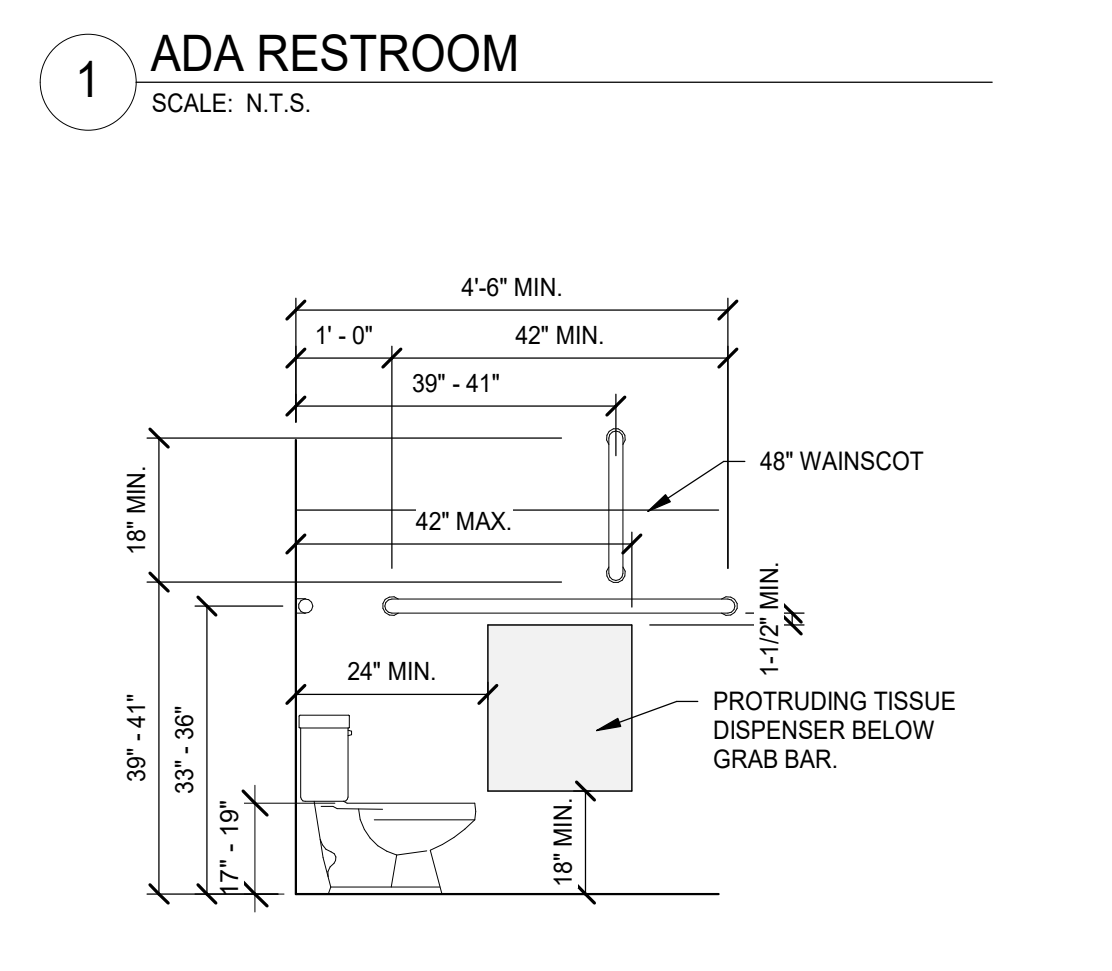 1
ADA RESTROOM
SCALE: N.T.S.
4'-6" MIN.
1' - 0"
42" MIN.
39" - 41"
48" WAINSCOT
18" MIN.
42" MAX.
1-1/2" MIN.
24" MIN.
PROTRUDING TISSUE
DISPENSER BELOW
GRAB BAR.
39" - 41"
33" - 36"
17" - 19"
18" MIN.